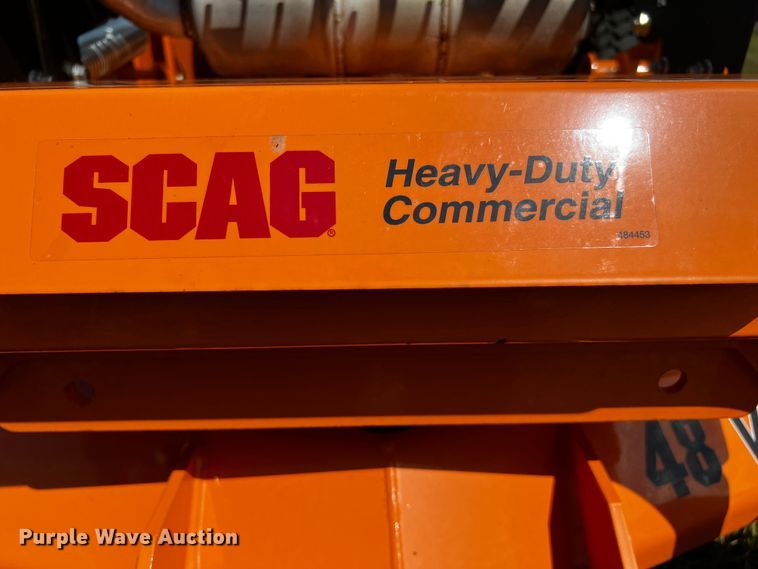 SCAG®
Heavy-Duty
Commercial
484453
48
Purple Wave Auction